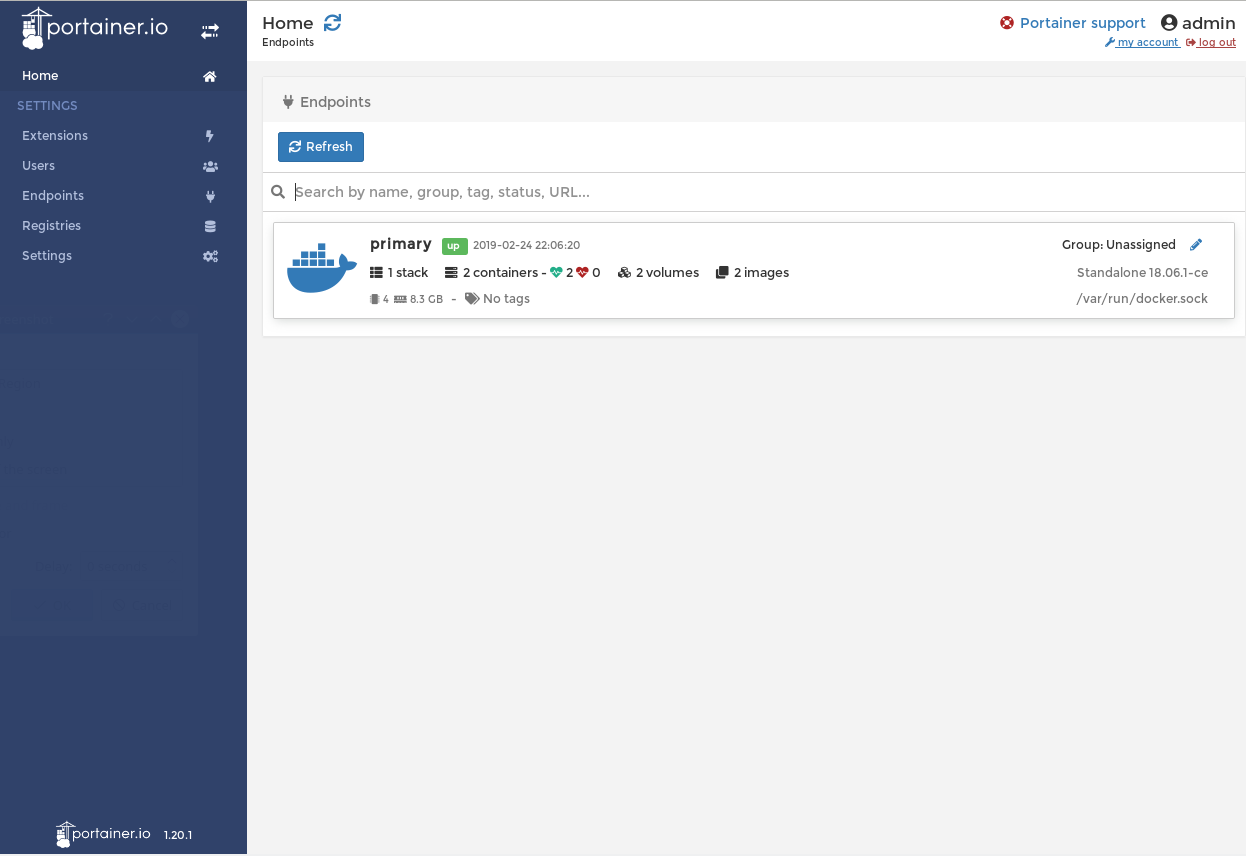 portainer.io
Home
SETTINGS
Extensions
Users
Endpoints
Registries
Settings
portainer.io 1.20.1
Home
Endpoints
Portainer support admin
my account log out
Endpoints
Refresh
Search by name, group, tag, status, URL...
primary up 2019-02-24 22:06:20 Group: Unassigned
1 stack 2 containers - 2 0 2 volumes 2 images Standalone 18.06.1-ce
4 8.3 GB - No tags /var/run/docker.sock